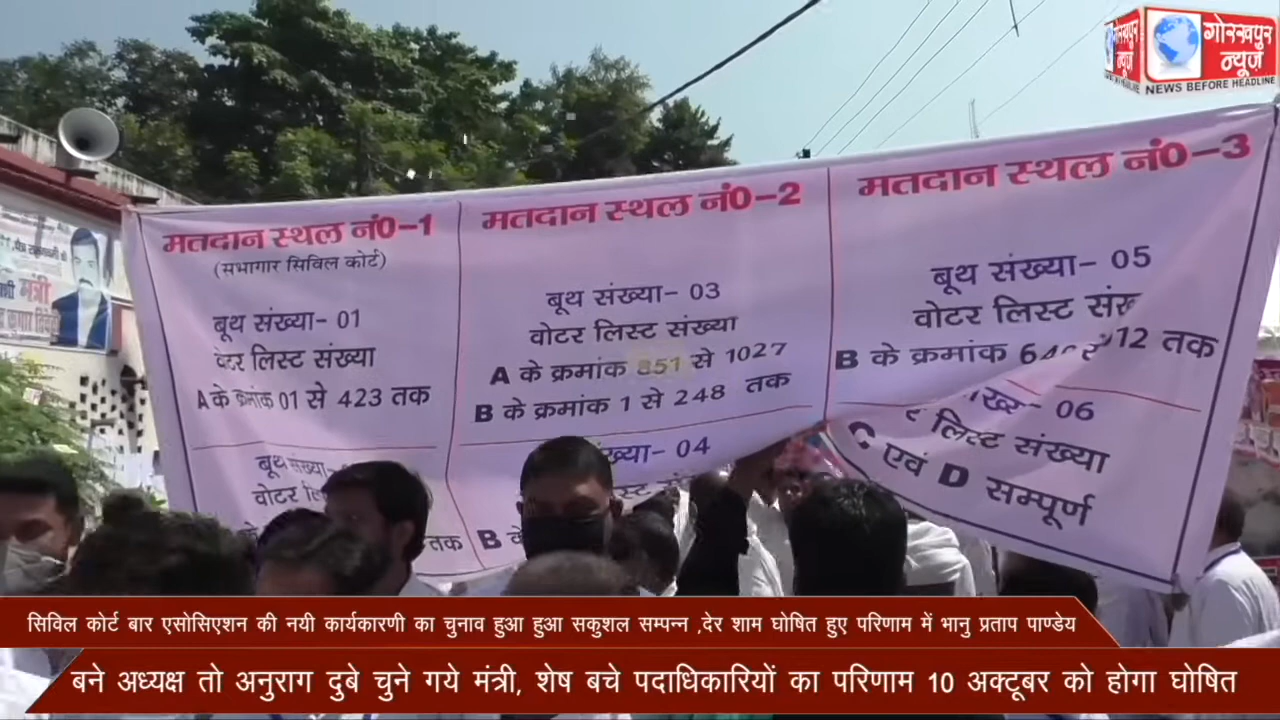 गोरखपुर
न्यूज़
NEWS BEFORE HEADLINE
मतदान स्थल नं0-1
(सभागार सिविल कोर्ट)
बूथ संख्या- 01
वोटर लिस्ट संख्या
A के क्रमांक 01 से 423 तक
बूथ
वोटर
तक
मतदान स्थल नं0-2
बूथ संख्या- 03
वोटर लिस्ट संख्या
A के क्रमांक 851 से 1027
B के क्रमांक 1 से 248 तक
संख्या- 04
B
मतदान स्थल नं0-3
बूथ संख्या- 05
वोटर लिस्ट
B के क्रमांक
तक
06
लिस्ट संख्या
C एवं D सम्पूर्ण
मंत्री
सिविल कोर्ट बार एसोसिएशन की नयी कार्यकारणी का चुनाव हुआ हुआ सकुशल सम्पन्न ,देर शाम घोषित हुए परिणाम में भानु प्रताप पाण्डेय
बने अध्यक्ष तो अनुराग दुबे चुने गये मंत्री, शेष बचे पदाधिकारियों का परिणाम 10 अक्टूबर को होगा घोषित